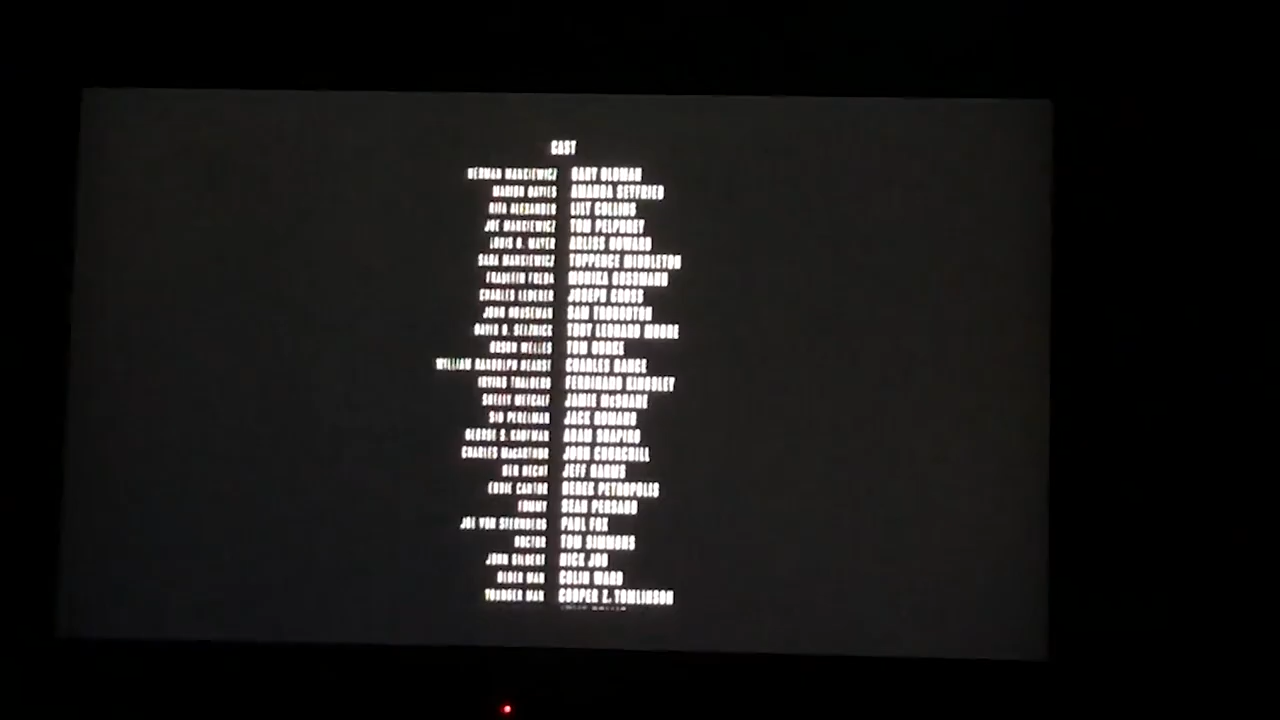 CAST
HERMAN MANKIEWICZ GARY OLDMAN
MARION DAVIES AMANDA SEYFRIED
RITA ALEXANDER LILY COLLINS
JOE MANKIEWICZ TOM PELPHREY
LOUIS B. MAYER ARLISS HOWARD
SARA MANKIEWICZ TUPPENCE MIDDLETON
FRAULEIN FREDA MONIKA GOSSMANN
CHARLES LEDERER JOSEPH CROSS
JOHN HOUSEMAN SAM TROUGHTON
DAVID O. SELZNICK TOBY LEONARD MOORE
ORSON WELLES TOM BURKE
WILLIAM RANDOLPH HEARST CHARLES DANCE
IRVING THALBERG FERDINAND KINGSLEY
SHELLY METCALF JAMIE McSHANE
SID PERELMAN JACK ROMANO
GEORGE S. KAUFMAN ADAM SHAPIRO
CHARLES MacARTHUR JOHN CHURCHILL
BEN HECHT JEFF HARMS
EDDIE CANTOR DEREK PETROPOLIS
TOMMY SEAN PERSAUD
JOE VON STERNBERG PAUL FOX
DOCTOR TOM SIMMONS
JOHN GILBERT NICK JOB
OLDER MAN COLIN WARD
YOUNGER MAN COOPER Z. TOMLINSON